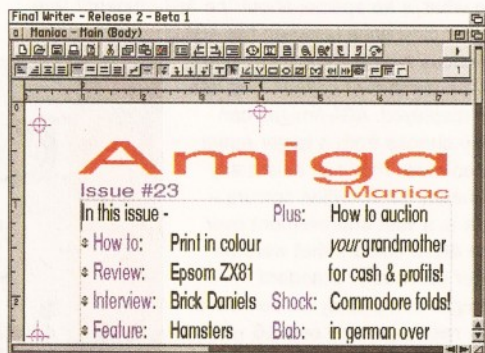 Final Writer - Release 2 - Beta 1
Maniac - Main (Body)
Amiga
Issue #23 Maniac
In this issue - Plus: How to auction
How to: Print in colour your grandmother
Review: Epsom ZX81 for cash & profits!
Interview: Brick Daniels Shock: Commodore folds!
Feature: Hamsters Blab: in german over